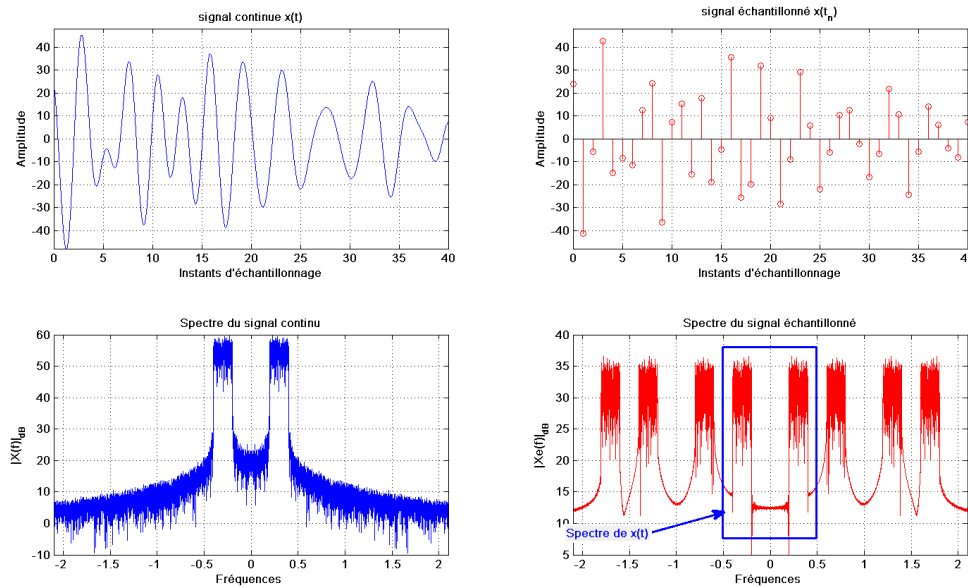 signal continue x(t)
Amplitude
40
30
20
10
0
-10
-20
-30
-40
0 5 10 15 20 25 30 35 40
Instants d'échantillonnage
signal échantillonné x(tn)
Amplitude
40
30
20
10
0
-10
-20
-30
-40
0 5 10 15 20 25 30 35 40
Instants d'échantillonnage
Spectre du signal continu
|X(f)|dB
60
50
40
30
20
10
0
-10
-2 -1.5 -1 -0.5 0 0.5 1 1.5 2
Fréquences
Spectre du signal échantillonné
|Xe(f)|dB
40
35
30
25
20
15
10
5
Spectre de x(t)
-2 -1.5 -1 -0.5 0 0.5 1 1.5 2
Fréquences